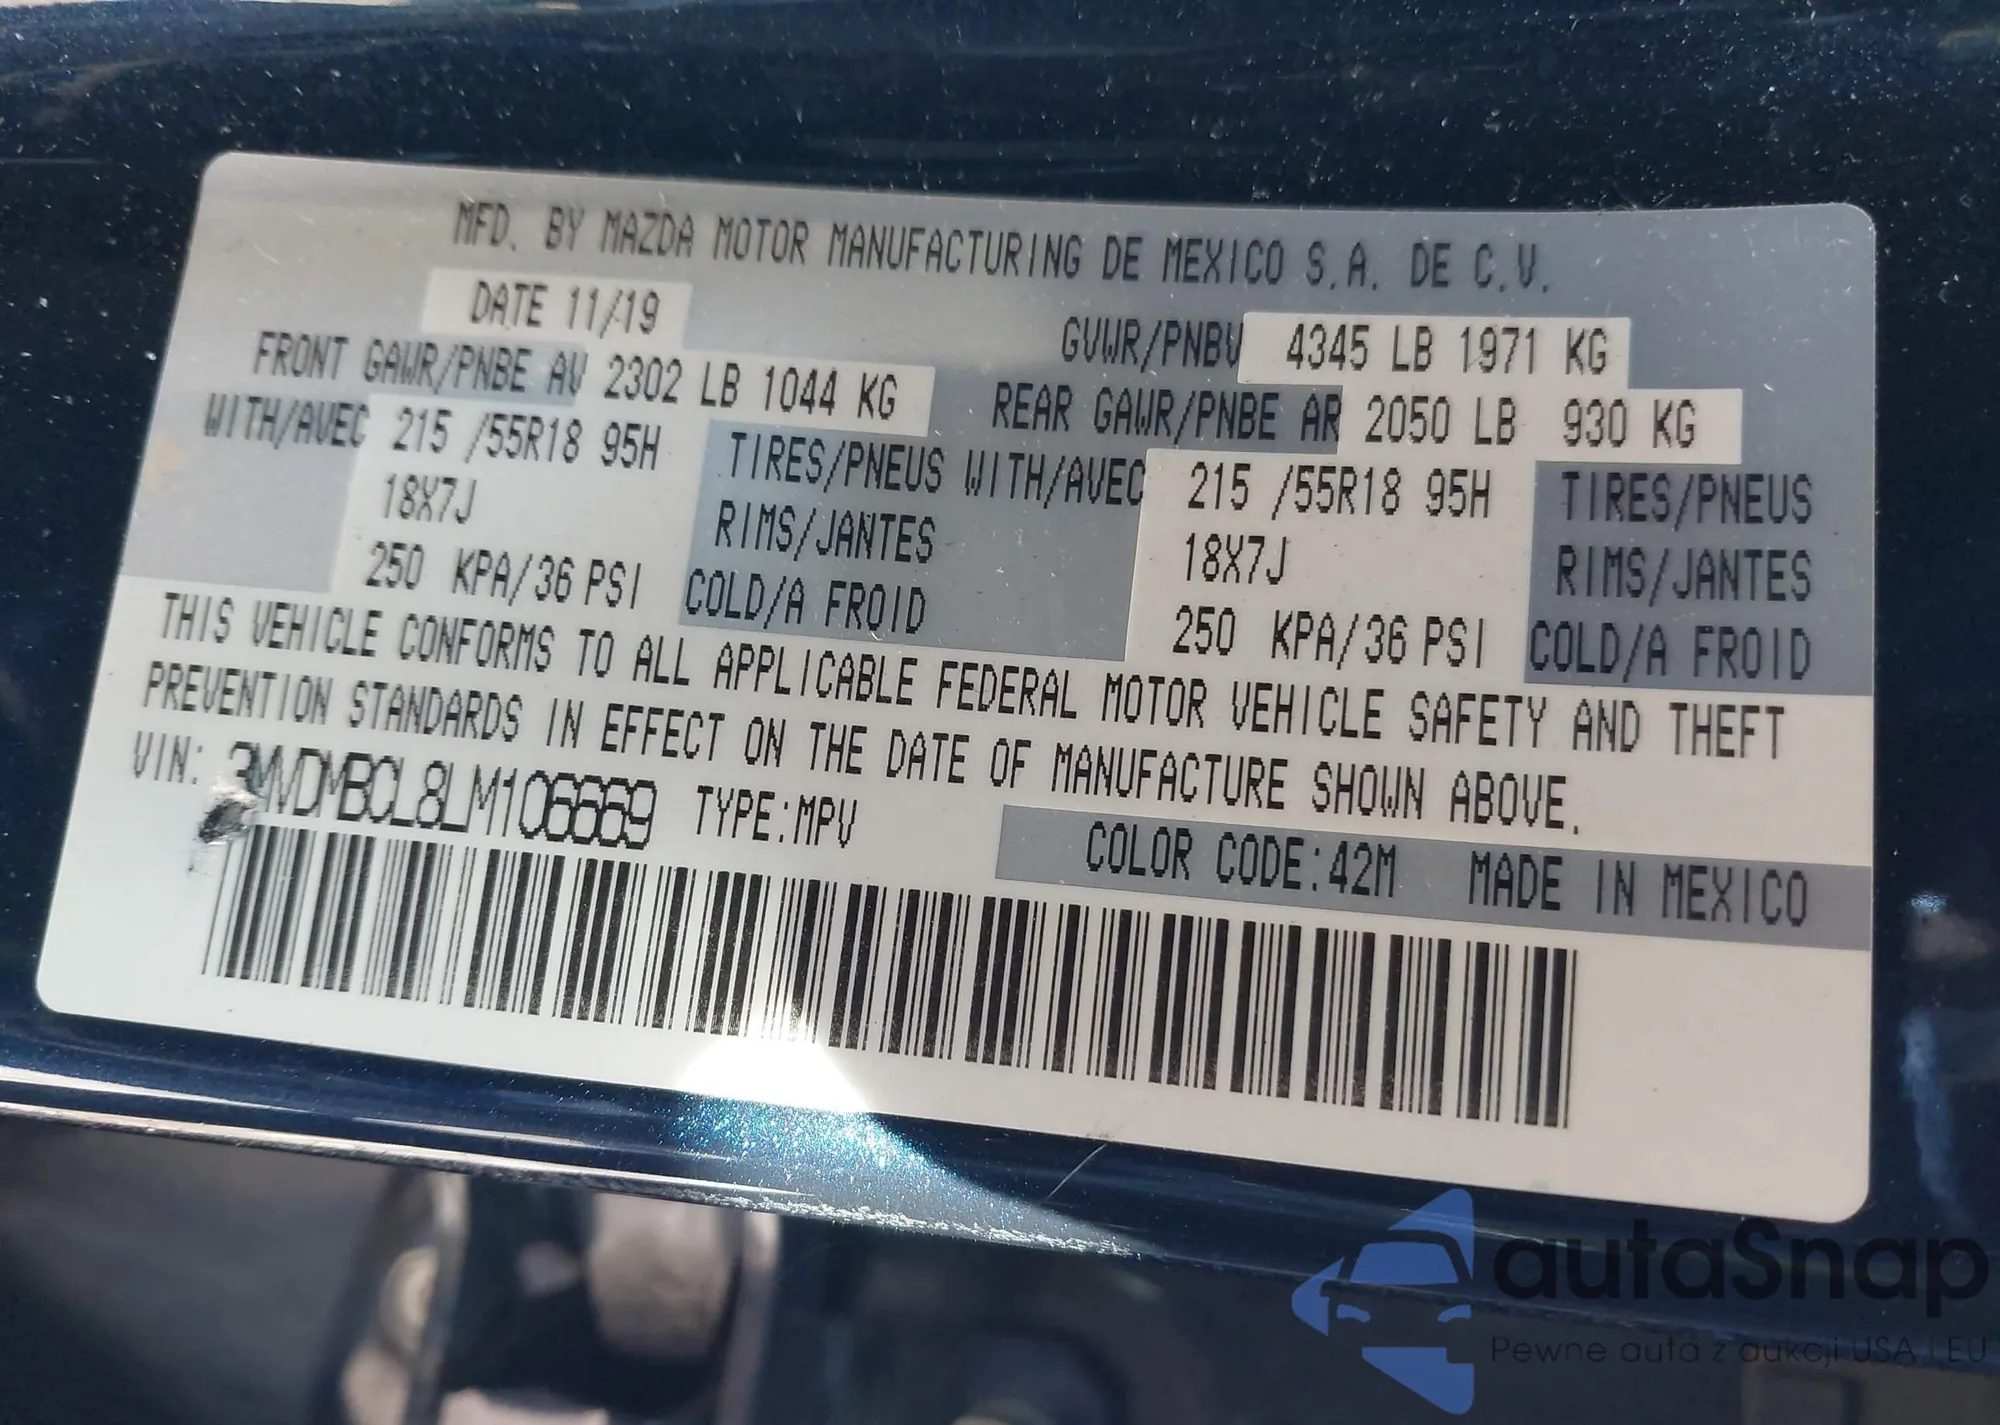 MFD. BY MAZDA MOTOR MANUFACTURING DE MEXICO S.A. DE C.V.
DATE 11/19
GVWR/PNBV 4345 LB 1971 KG
FRONT GAWR/PNBE AV 2302 LB 1044 KG REAR GAWR/PNBE AR 2050 LB 930 KG
WITH/AVEC 215 /55R18 95H TIRES/PNEUS WITH/AVEC 215 /55R18 95H TIRES/PNEUS
18X7J RIMS/JANTES 18X7J RIMS/JANTES
250 KPA/36 PSI COLD/A FROID 250 KPA/36 PSI COLD/A FROID
THIS VEHICLE CONFORMS TO ALL APPLICABLE FEDERAL MOTOR VEHICLE SAFETY AND THEFT
PREVENTION STANDARDS IN EFFECT ON THE DATE OF MANUFACTURE SHOWN ABOVE.
VIN: 3MVDMBCL8LM106669 TYPE:MPV
COLOR CODE:42M MADE IN MEXICO
autaSnap
Pewne auta z aukcji USA i EU